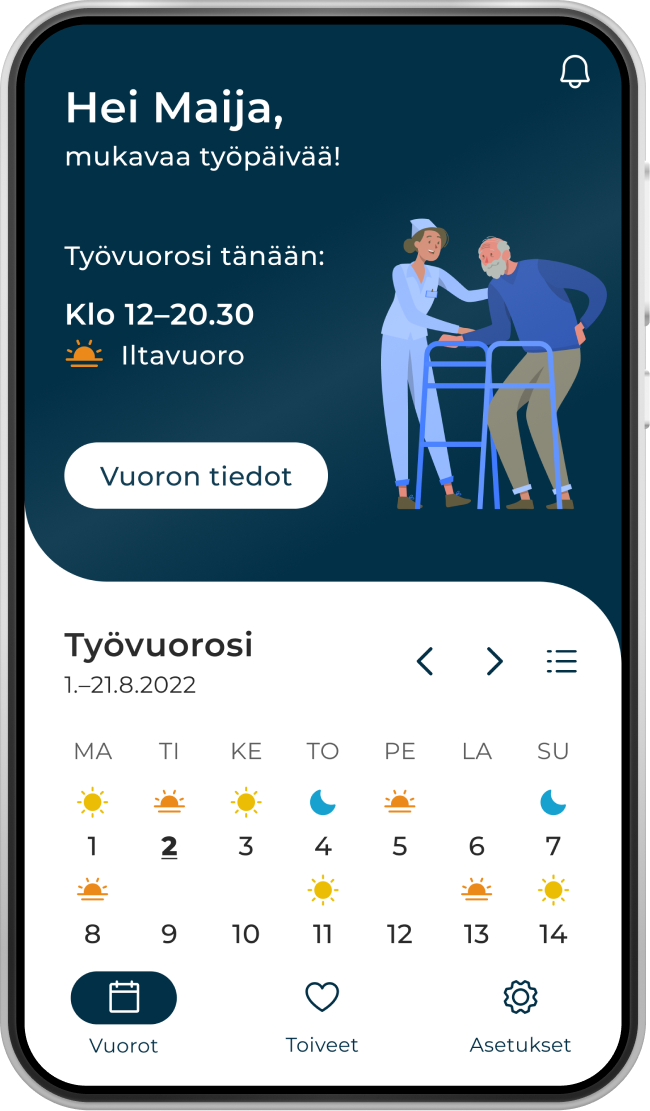 Hei Maija,
mukavaa työpäivää!
Työvuorosi tänään:
Klo 12–20.30
Iltavuoro
Vuoron tiedot
Työvuorosi
1.–21.8.2022
MA TI KE TO PE LA SU
1 2 3 4 5 6 7
8 9 10 11 12 13 14
Vuorot Toiveet Asetukset